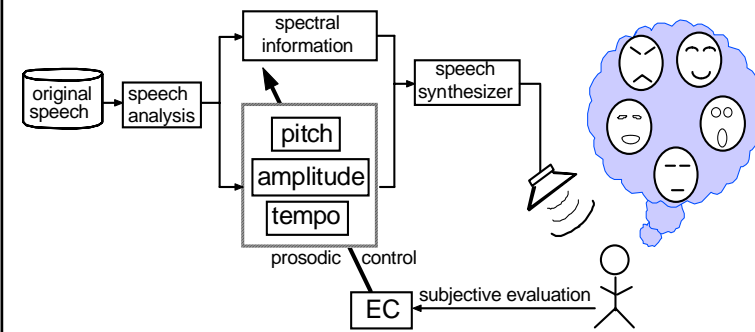 original
speech
speech
analysis
spectral
information
pitch
amplitude
tempo
prosodic control
speech
synthesizer
EC
subjective evaluation